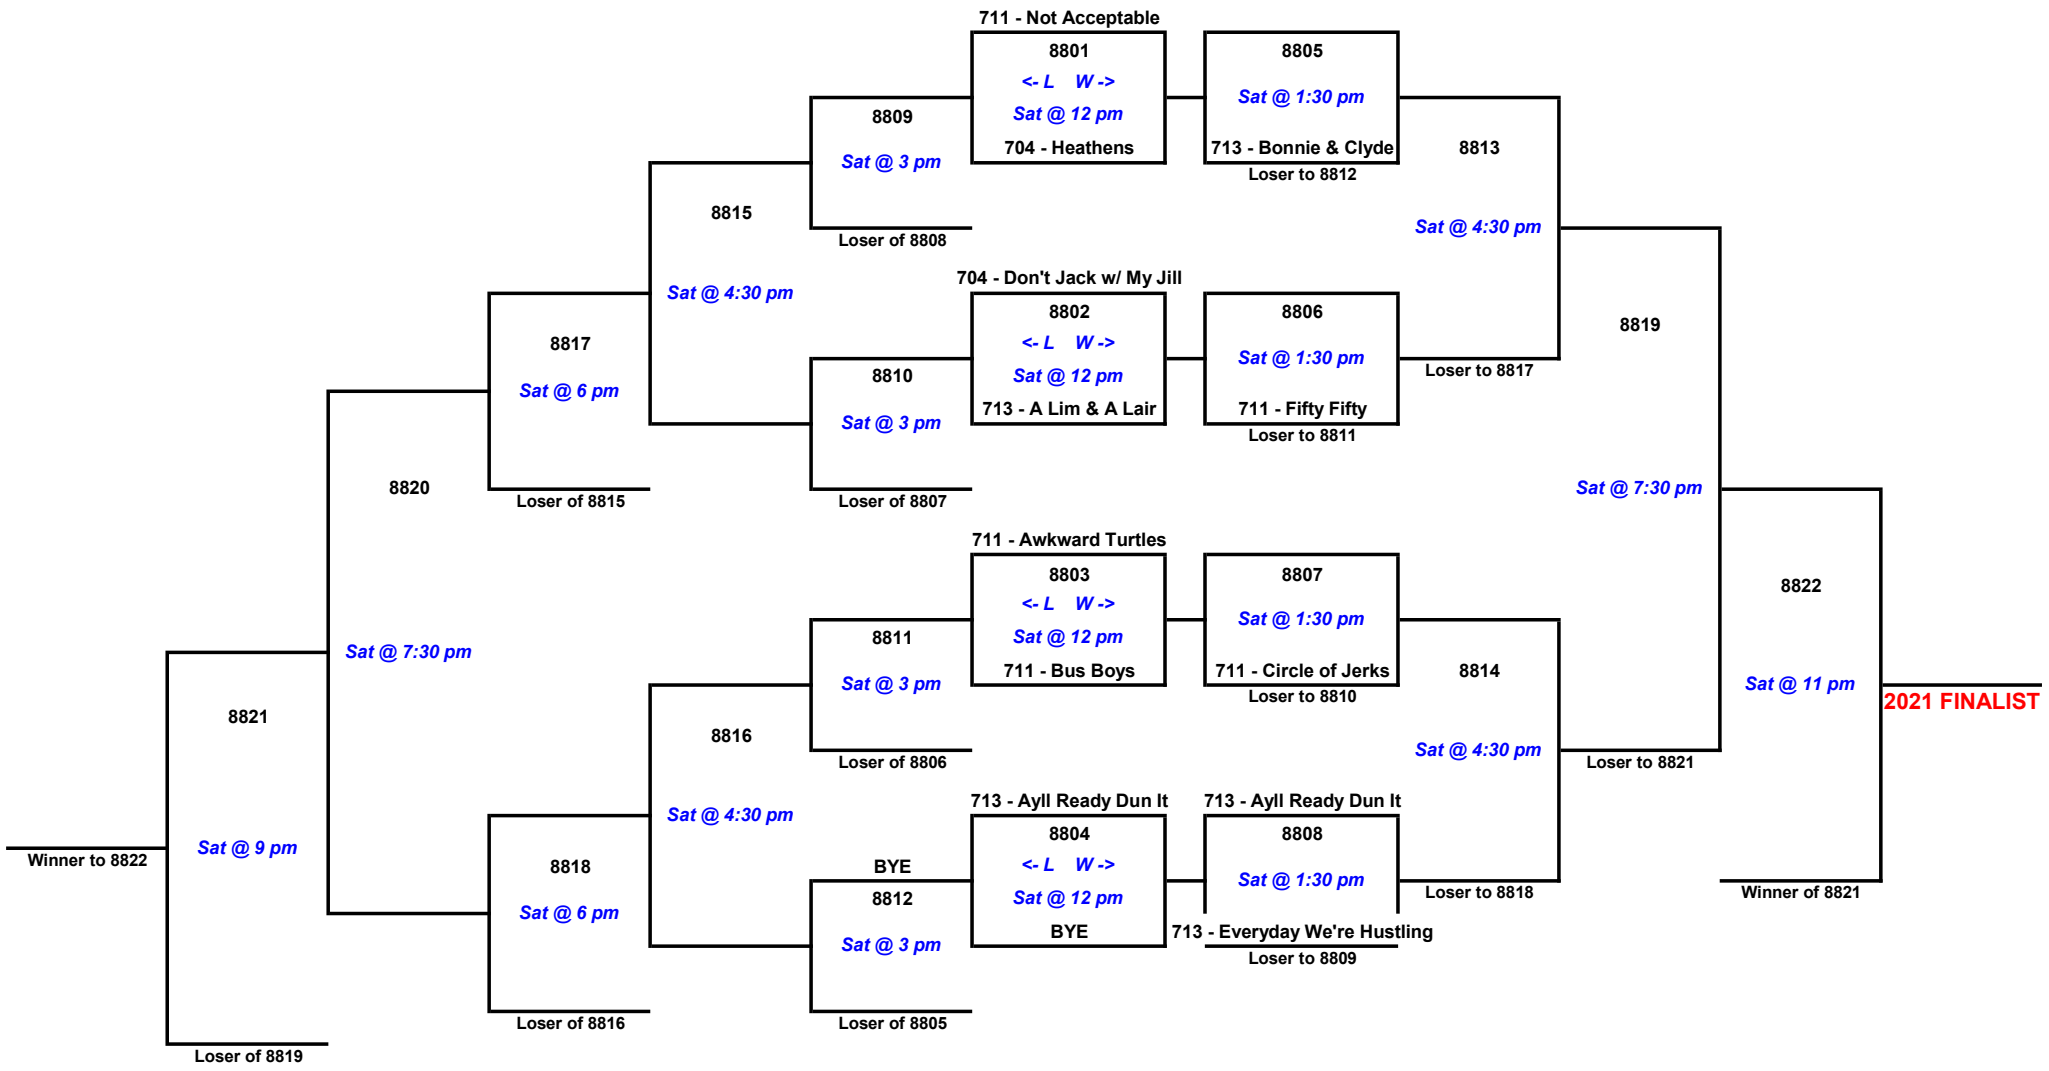 711 - Not Acceptable
8801
<- L W ->
Sat @ 12 pm
704 - Heathens
8805
Sat @ 1:30 pm
713 - Bonnie & Clyde
Loser to 8812
8809
Sat @ 3 pm
Loser of 8808
8813
Sat @ 4:30 pm
8815
Sat @ 4:30 pm
704 - Don't Jack w/ My Jill
8802
<- L W ->
Sat @ 12 pm
713 - A Lim & A Lair
8806
Sat @ 1:30 pm
711 - Fifty Fifty
Loser to 8811
Loser to 8817
8819
Sat @ 7:30 pm
8817
Sat @ 6 pm
Loser of 8815
8810
Sat @ 3 pm
Loser of 8807
8820
Sat @ 7:30 pm
711 - Awkward Turtles
8803
<- L W ->
Sat @ 12 pm
711 - Bus Boys
8807
Sat @ 1:30 pm
711 - Circle of Jerks
Loser to 8810
8811
Sat @ 3 pm
Loser of 8806
8814
Sat @ 4:30 pm
Loser to 8821
8822
Sat @ 11 pm
2021 FINALIST
8821
Sat @ 9 pm
Winner to 8822
Loser of 8819
8816
Sat @ 4:30 pm
713 - Ayll Ready Dun It
8804
<- L W ->
Sat @ 12 pm
BYE
713 - Ayll Ready Dun It
8808
Sat @ 1:30 pm
713 - Everyday We're Hustling
Loser to 8809
Loser to 8818
Winner of 8821
8818
Sat @ 6 pm
Loser of 8816
BYE
8812
Sat @ 3 pm
Loser of 8805